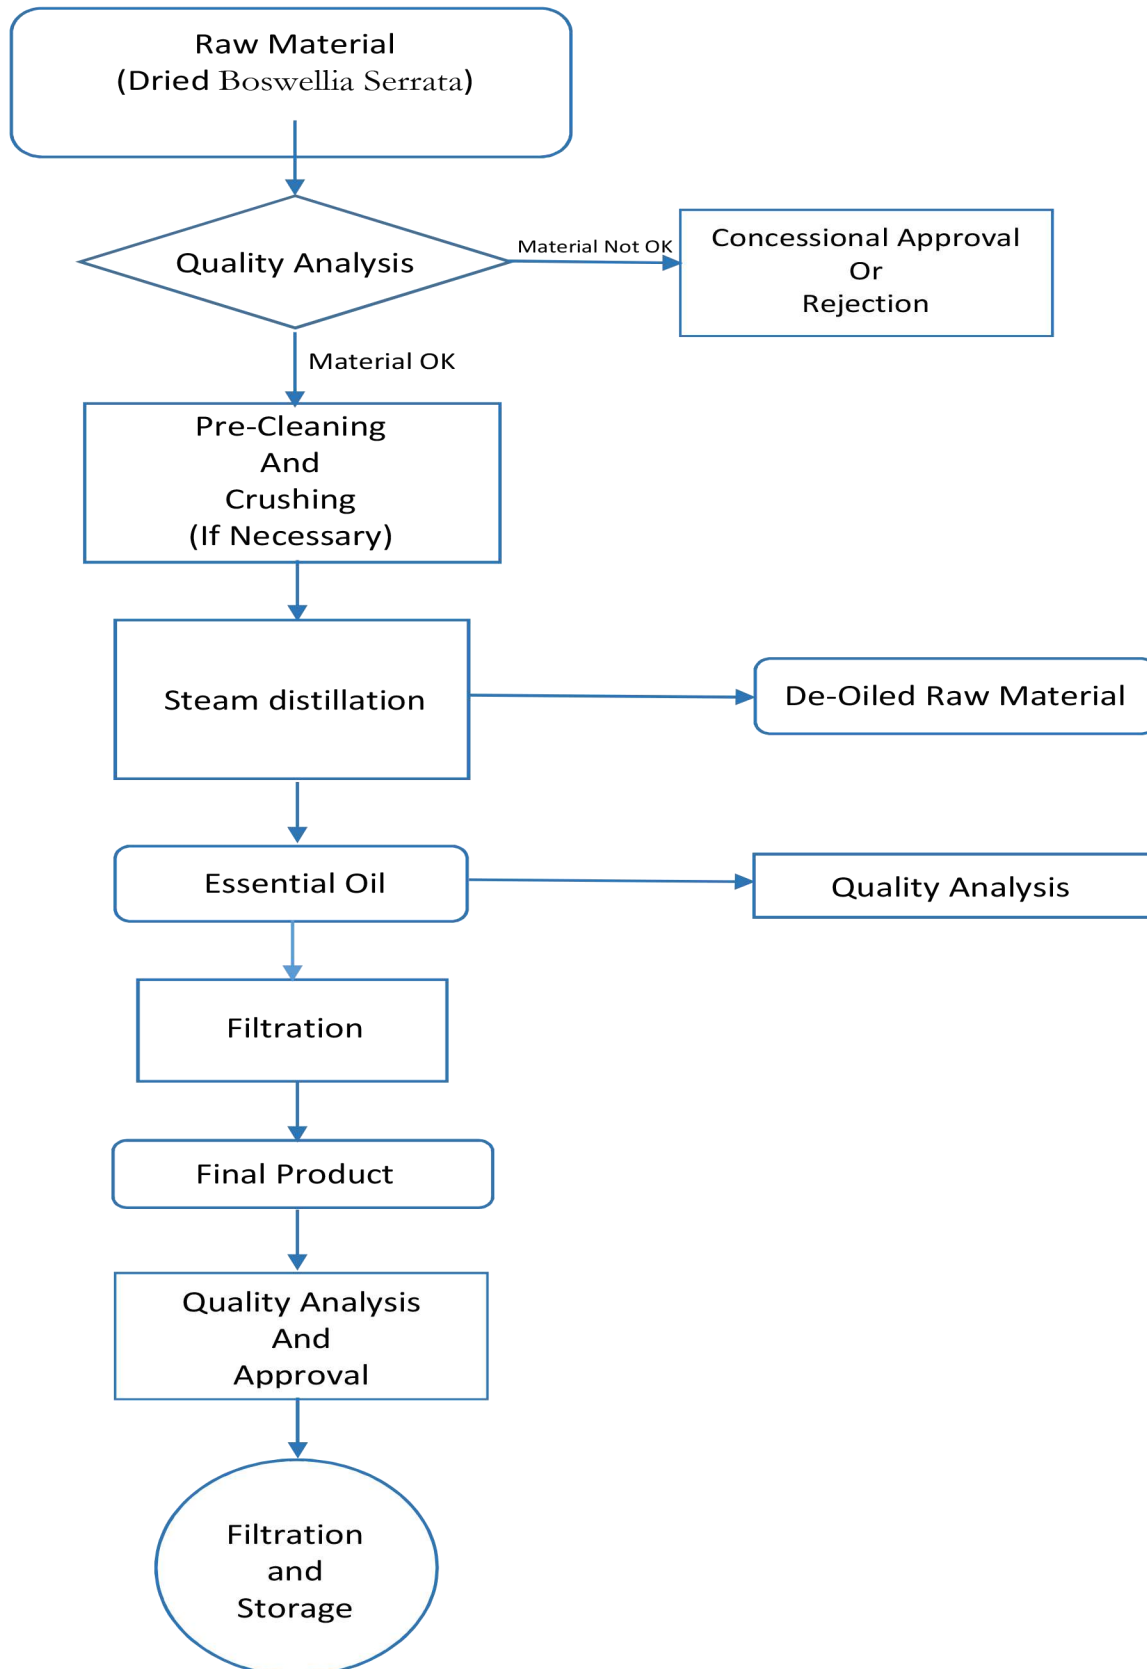 Raw Material
(Dried Boswellia Serrata)
Quality Analysis
Material Not OK
Concessional Approval
Or
Rejection
Material OK
Pre-Cleaning
And
Crushing
(If Necessary)
Steam distillation
De-Oiled Raw Material
Essential Oil
Quality Analysis
Filtration
Final Product
Quality Analysis
And
Approval
Filtration
and
Storage